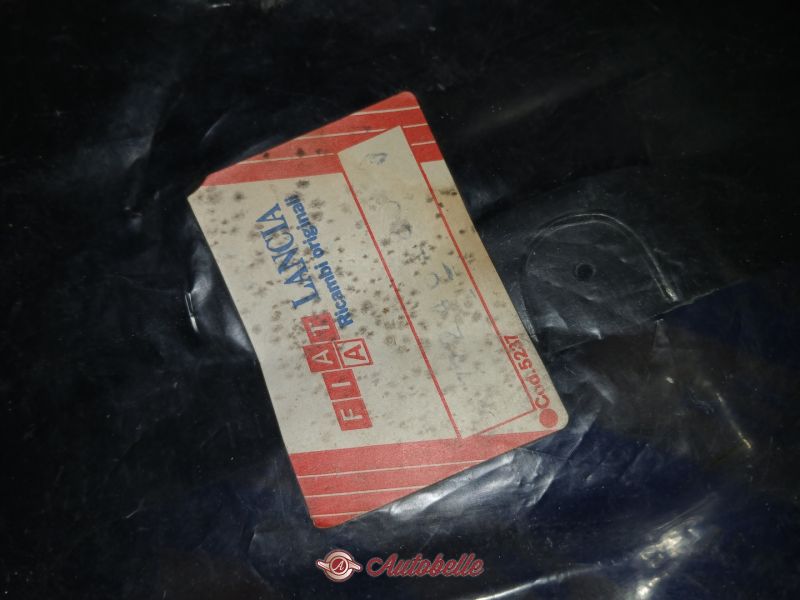 FIAT LANCIA
A
Ricambi originali
Cod. 5237
Autobelle